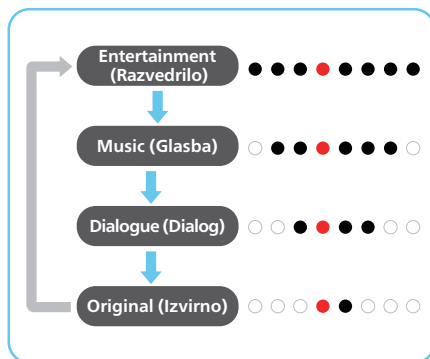 Entertainment
(Razvedrilo)
Music (Glasba)
Dialogue (Dialog)
Original (Izvirno)